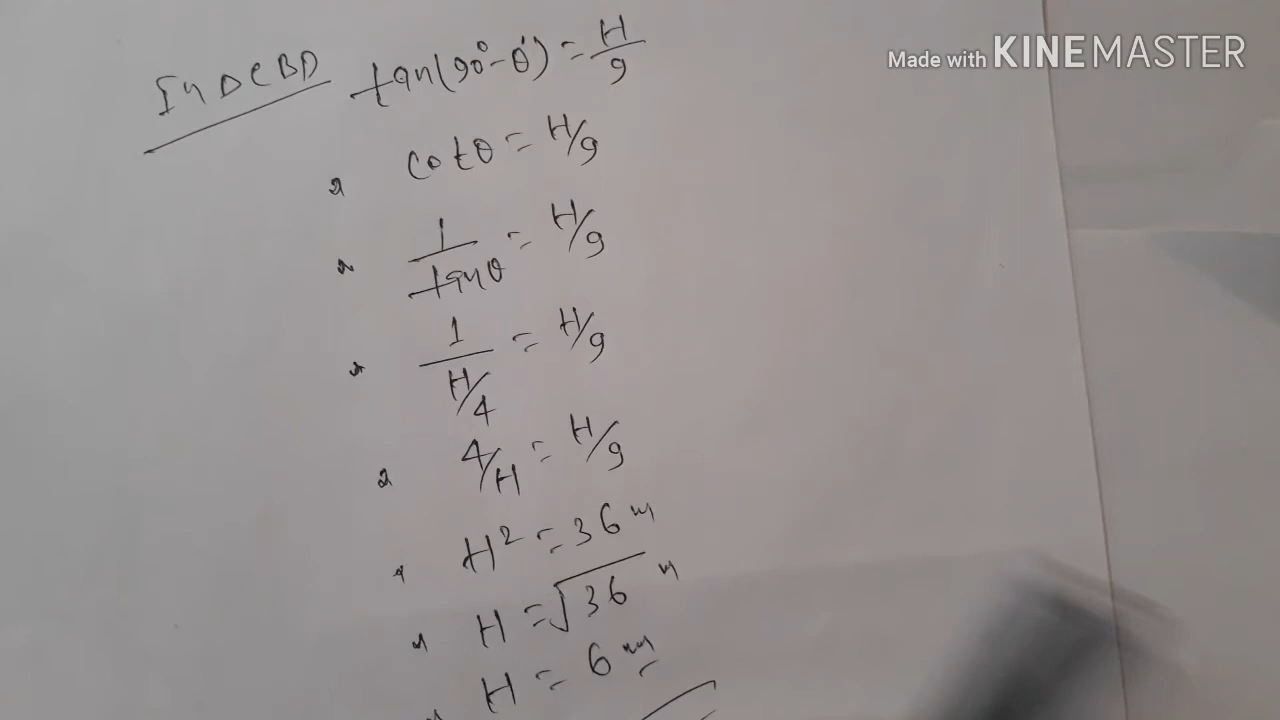 Made with KINEMASTER
In Δ CBD tan(90°-θ) = H/9
cotθ = H/9
1/tanθ = H/9
1/H/4 = H/9
4/H = H/9
H² = 36 m
H = √36 m
H = 6 m